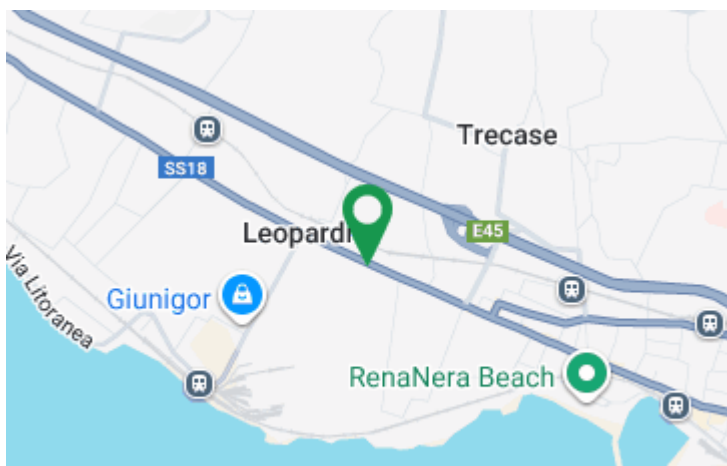 Trecase
SS18
Leopardi
E45
Via Litoranea
Giunigor
RenaNera Beach